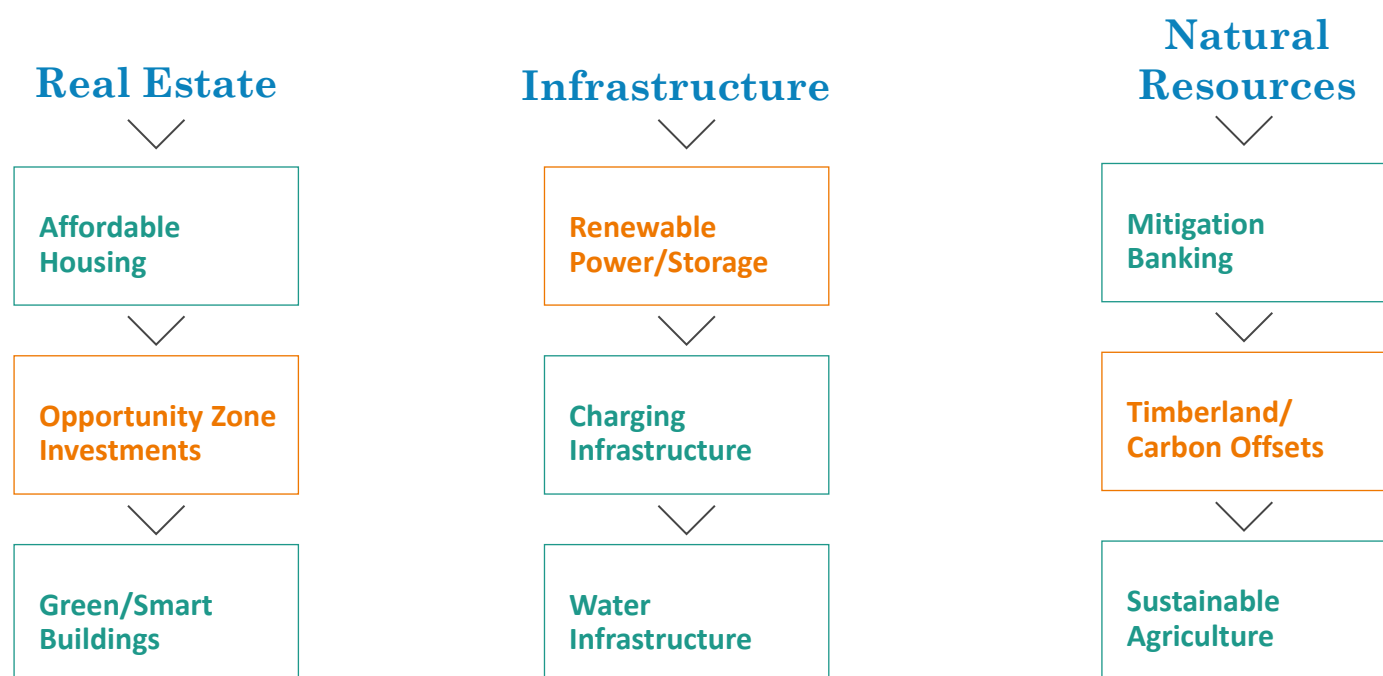 Real Estate
Affordable
Housing
Opportunity Zone
Investments
Green/Smart
Buildings
Infrastructure
Renewable
Power/Storage
Charging
Infrastructure
Water
Infrastructure
Natural
Resources
Mitigation
Banking
Timberland/
Carbon Offsets
Sustainable
Agriculture